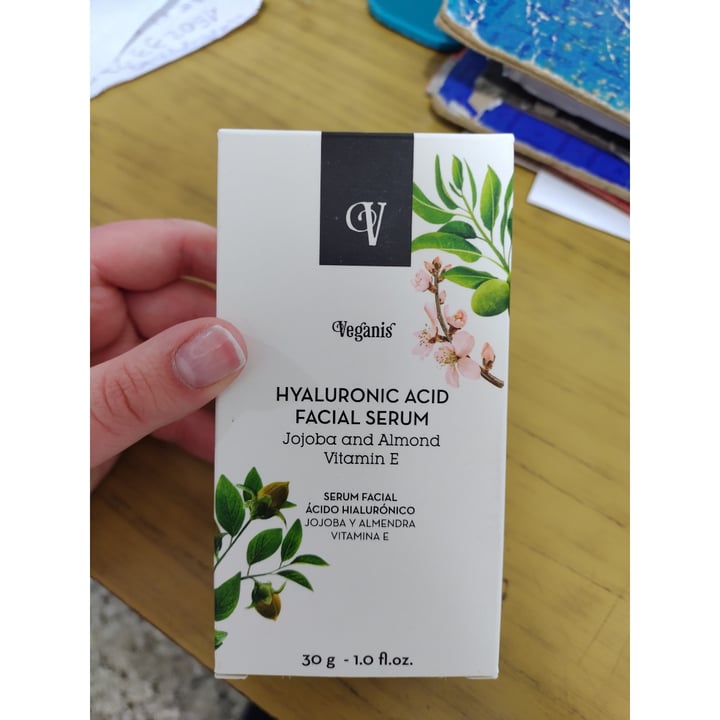 V
Veganis
HYALURONIC ACID
FACIAL SERUM
Jojoba and Almond
Vitamin E
SERUM FACIAL
ÁCIDO HIALURÓNICO
JOJOBA Y ALMENDRA
VITAMINA E
30 g - 1.0 fl.oz.